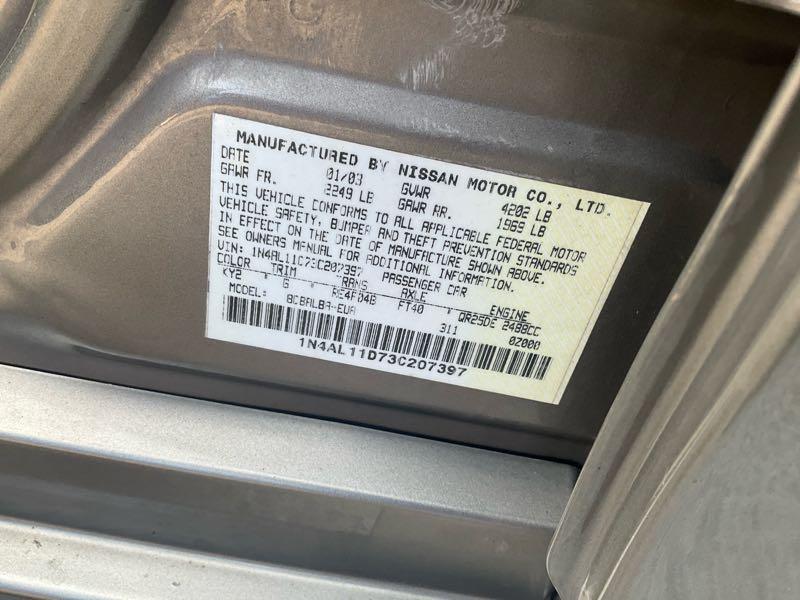 MANUFACTURED BY NISSAN MOTOR CO., LTD.
DATE 01/03 GVWR 4202 LB
GAWR FR. 2249 LB GAWR RR. 1969 LB
THIS VEHICLE CONFORMS TO ALL APPLICABLE FEDERAL MOTOR
VEHICLE SAFETY, BUMPER AND THEFT PREVENTION STANDARDS
IN EFFECT ON THE DATE OF MANUFACTURE SHOWN ABOVE.
SEE OWNERS MANUAL FOR ADDITIONAL INFORMATION.
VIN: 1N4AL11D73C207397 PASSENGER CAR
COLOR TRIM TRANS AXLE ENGINE
KY2 G RE4F04B FT40 QR25DE 2488CC
MODEL: 311 0Z000
1N4AL11D73C207397